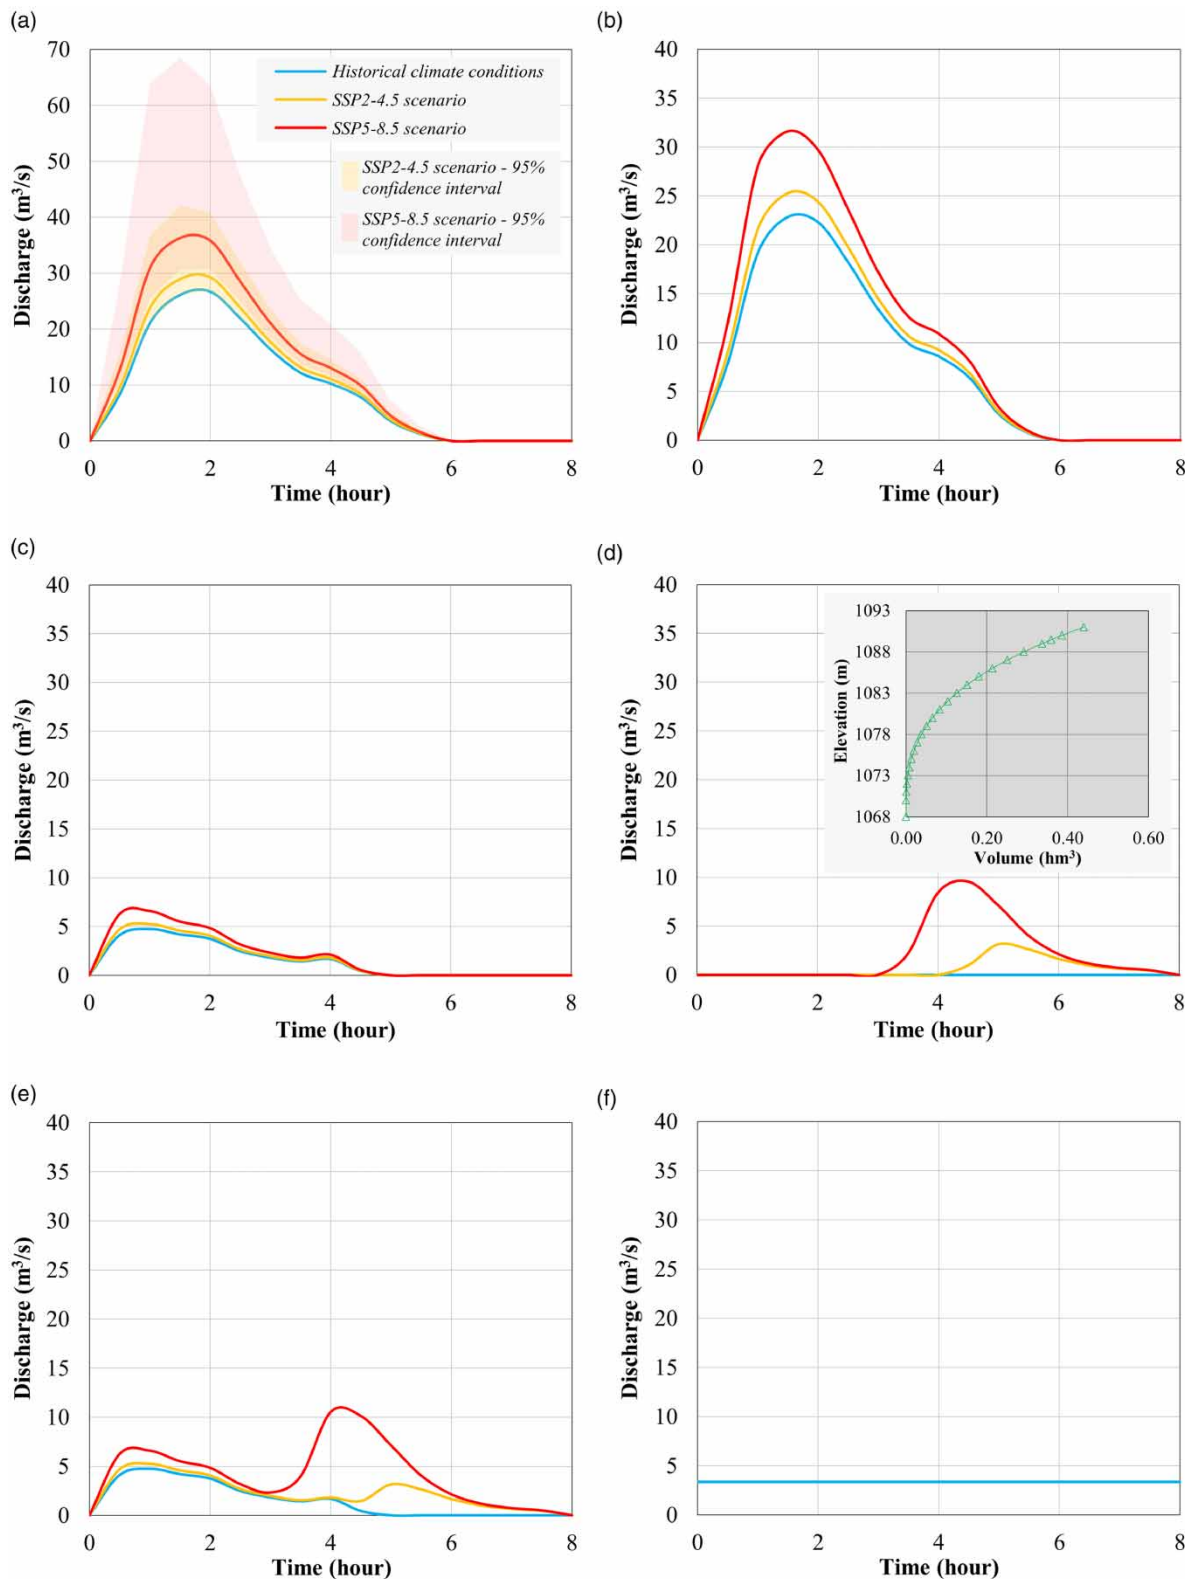 (a)
70
60
50
40
30
20
10
0
Discharge (m³/s)
Historical climate conditions
SSP2-4.5 scenario
SSP5-8.5 scenario
SSP2-4.5 scenario - 95%
confidence interval
SSP5-8.5 scenario - 95%
confidence interval
0 2 4 6 8
Time (hour)
(b)
40
35
30
25
20
15
10
5
0
Discharge (m³/s)
0 2 4 6 8
Time (hour)
(c)
40
35
30
25
20
15
10
5
0
Discharge (m³/s)
0 2 4 6 8
Time (hour)
(d)
40
35
30
25
20
15
10
5
0
Discharge (m³/s)
1093
1088
1083
1078
1073
1068
Elevation (m)
0.00 0.20 0.40 0.60
Volume (hm³)
0 2 4 6 8
Time (hour)
(e)
40
35
30
25
20
15
10
5
0
Discharge (m³/s)
0 2 4 6 8
Time (hour)
(f)
40
35
30
25
20
15
10
5
0
Discharge (m³/s)
0 2 4 6 8
Time (hour)